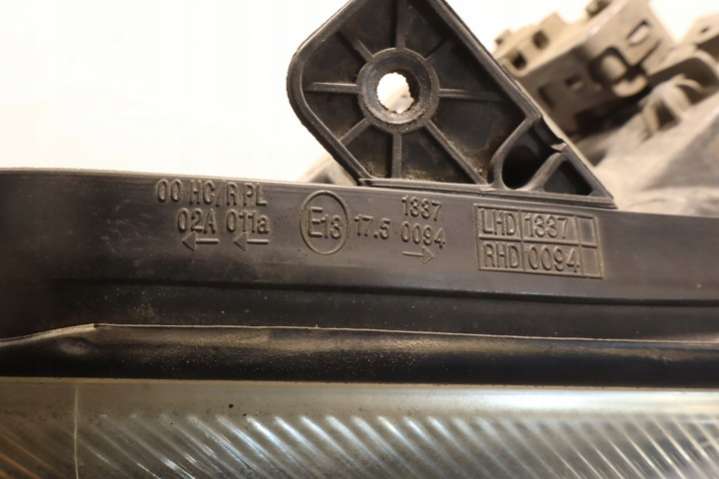 00 HC/R PL
02A 011a
← ←
E13
17.5
1337
0094
→
LHD 1337
RHD 0094